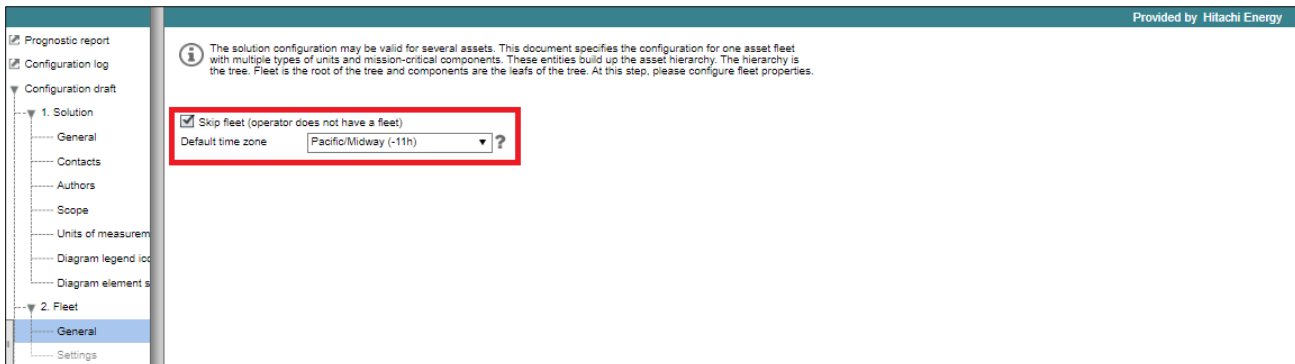 Provided by Hitachi Energy
Prognostic report
Configuration log
Configuration draft
1. Solution
General
Contacts
Authors
Scope
Units of measurem
Diagram legend ico
Diagram element s
2. Fleet
General
Settings
The solution configuration may be valid for several assets. This document specifies the configuration for one asset fleet
with multiple types of units and mission-critical components. These entities build up the asset hierarchy. The hierarchy is
the tree. Fleet is the root of the tree and components are the leafs of the tree. At this step, please configure fleet properties.
Skip fleet (operator does not have a fleet)
Default time zone Pacific/Midway (-11h) ?